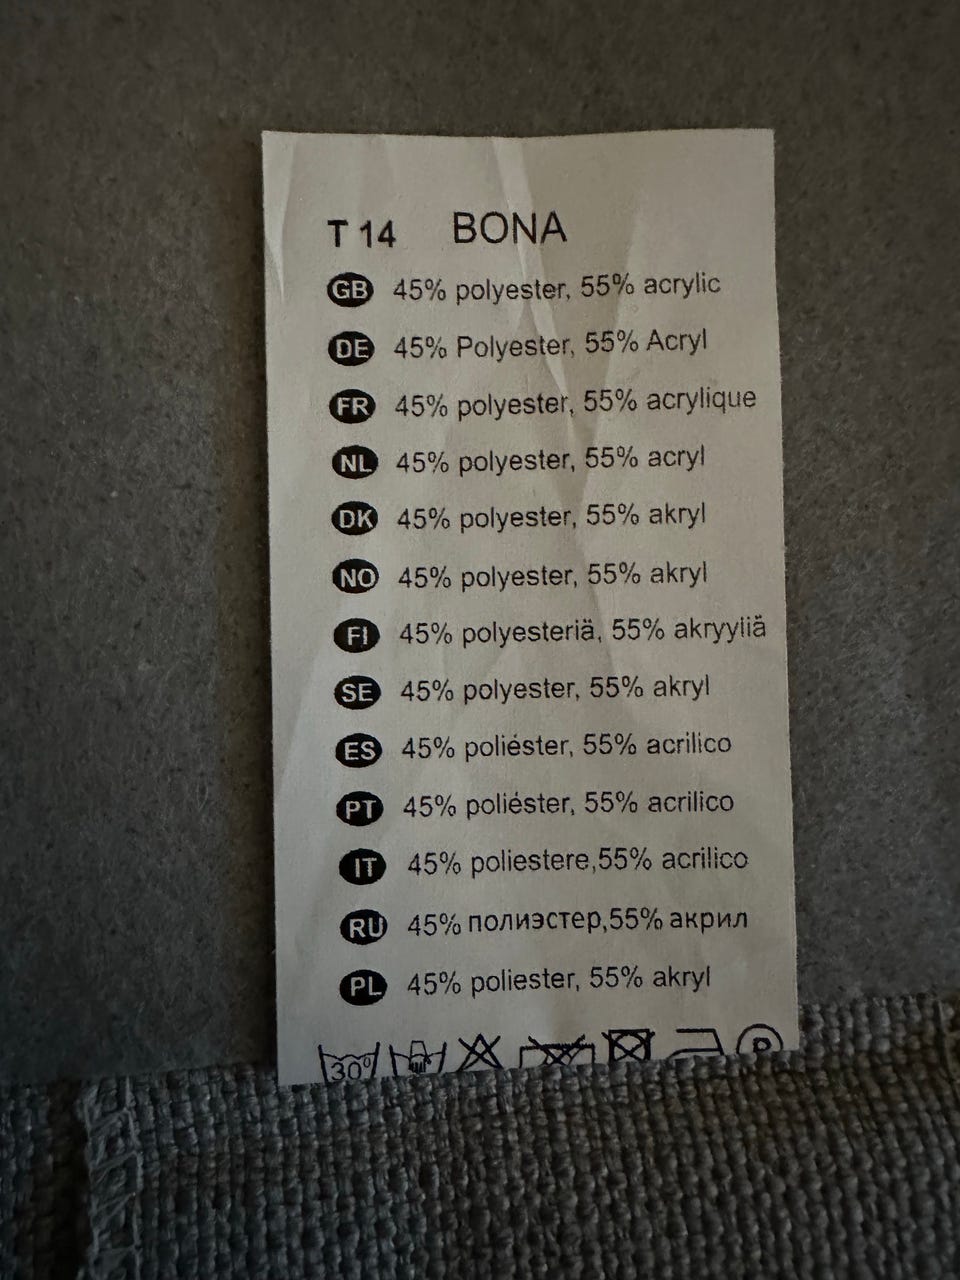 T 14 BONA
GB 45% polyester, 55% acrylic
DE 45% Polyester, 55% Acryl
FR 45% polyester, 55% acrylique
NL 45% polyester, 55% acryl
DK 45% polyester, 55% akryl
NO 45% polyester, 55% akryl
FI 45% polyesteriä, 55% akryyliä
SE 45% polyester, 55% akryl
ES 45% poliéster, 55% acrilico
PT 45% poliéster, 55% acrilico
IT 45% poliestere,55% acrilico
RU 45% полиэстер,55% акрил
PL 45% poliester, 55% akryl
30° P